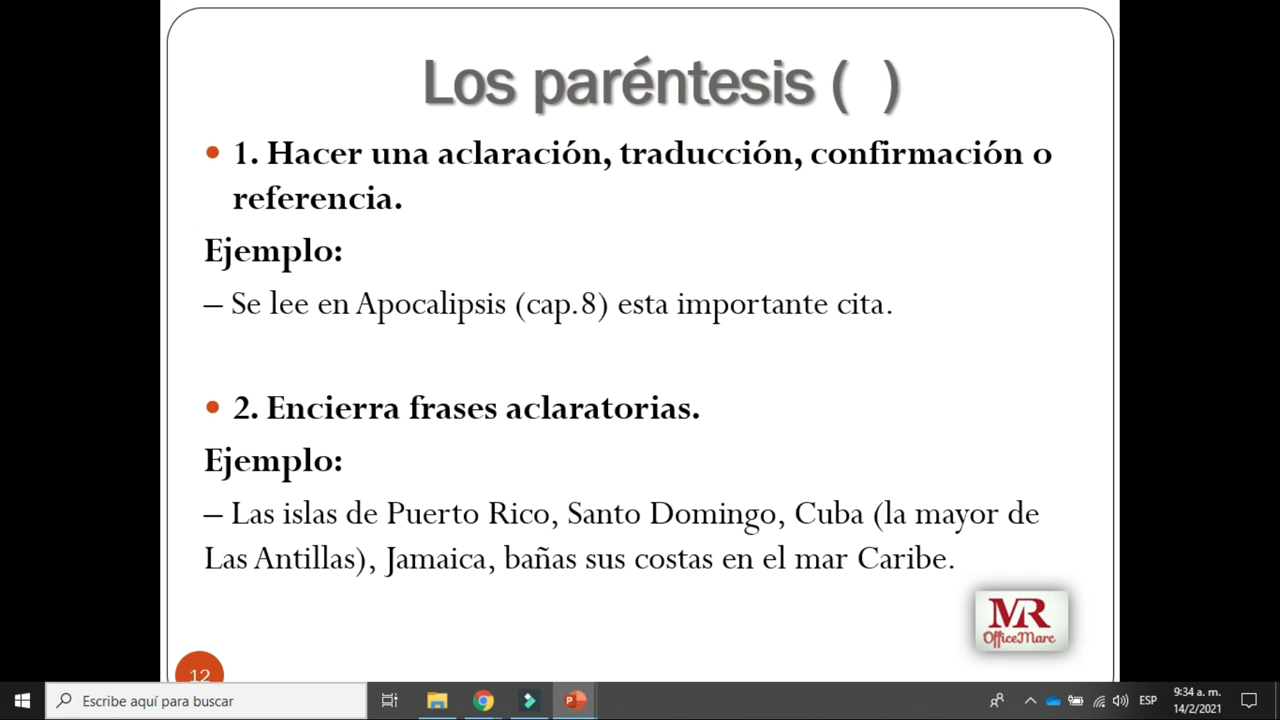 Los paréntesis (  )
• 1. Hacer una aclaración, traducción, confirmación o
referencia.
Ejemplo:
– Se lee en Apocalipsis (cap.8) esta importante cita.
• 2. Encierra frases aclaratorias.
Ejemplo:
– Las islas de Puerto Rico, Santo Domingo, Cuba (la mayor de
Las Antillas), Jamaica, bañas sus costas en el mar Caribe.
MR
OfficeMarc
12
Escribe aquí para buscar
ESP
9:34 a. m.
14/2/2021